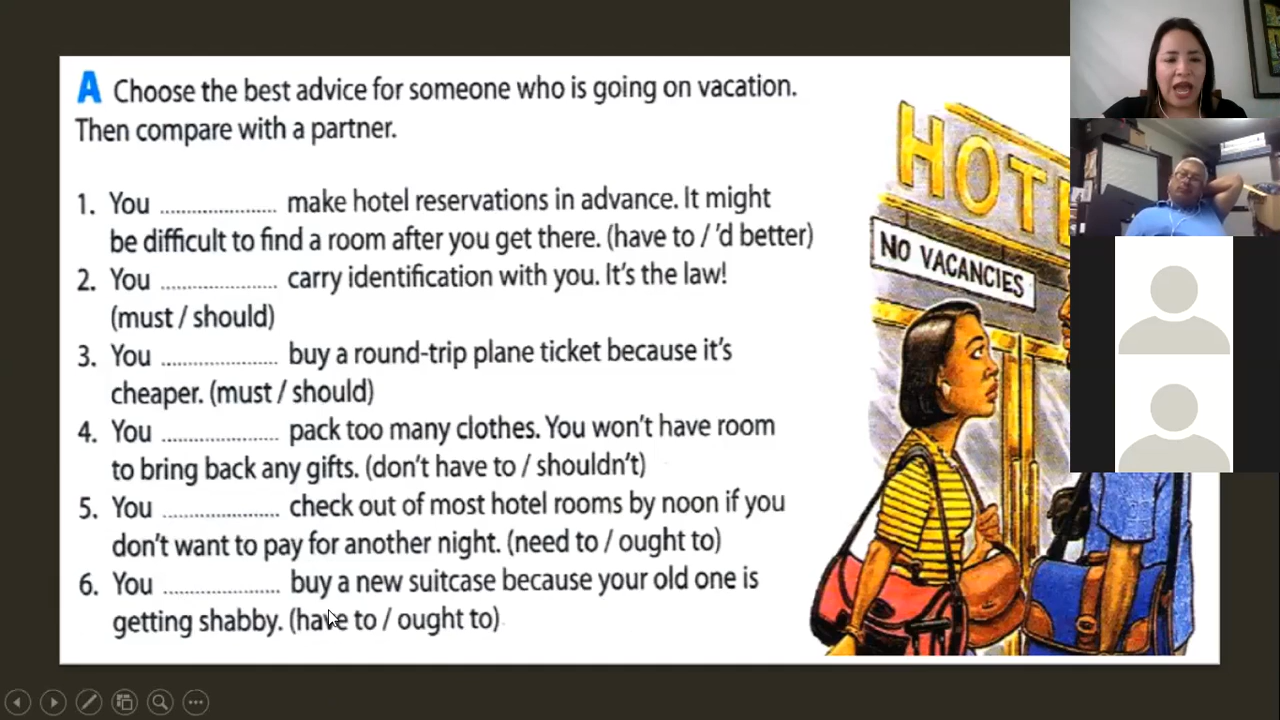 A Choose the best advice for someone who is going on vacation.
Then compare with a partner.
1. You .................... make hotel reservations in advance. It might
be difficult to find a room after you get there. (have to / 'd better)
2. You .................... carry identification with you. It's the law!
(must / should)
3. You .................... buy a round-trip plane ticket because it's
cheaper. (must / should)
4. You .................... pack too many clothes. You won't have room
to bring back any gifts. (don't have to / shouldn't)
5. You .................... check out of most hotel rooms by noon if you
don't want to pay for another night. (need to / ought to)
6. You .................... buy a new suitcase because your old one is
getting shabby. (have to / ought to)
HOT
NO VACANCIES